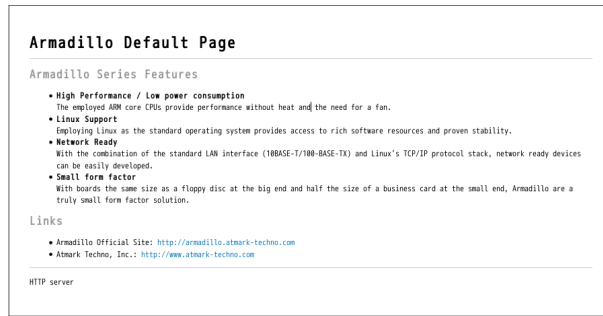 Armadillo Default Page
Armadillo Series Features
• High Performance / Low power consumption
The employed ARM core CPUs provide performance without heat and the need for a fan.
• Linux Support
Employing Linux as the standard operating system provides access to rich software resources and proven stability.
• Network Ready
With the combination of the standard LAN interface (10BASE-T/100-BASE-TX) and Linux's TCP/IP protocol stack, network ready devices
can be easily developed.
• Small form factor
With boards the same size as a floppy disc at the big end and half the size of a business card at the small end, Armadillo are a
truly small form factor solution.
Links
• Armadillo Official Site: http://armadillo.atmark-techno.com
• Atmark Techno, Inc.: http://www.atmark-techno.com
HTTP server